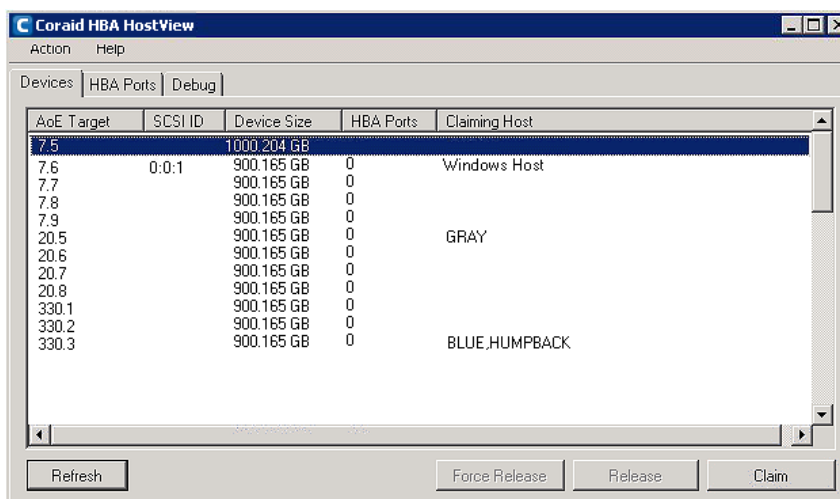 Coraid HBA HostView
Action Help
Devices HBA Ports Debug
AoE Target SCSI ID Device Size HBA Ports Claiming Host
7.5 1000.204 GB
7.6 0:0:1 900.165 GB 0 Windows Host
7.7 900.165 GB 0
7.8 900.165 GB 0
7.9 900.165 GB 0
20.5 900.165 GB 0 GRAY
20.6 900.165 GB 0
20.7 900.165 GB 0
20.8 900.165 GB 0
330.1 900.165 GB 0
330.2 900.165 GB 0
330.3 900.165 GB 0 BLUE,HUMPBACK
Refresh Force Release Release Claim